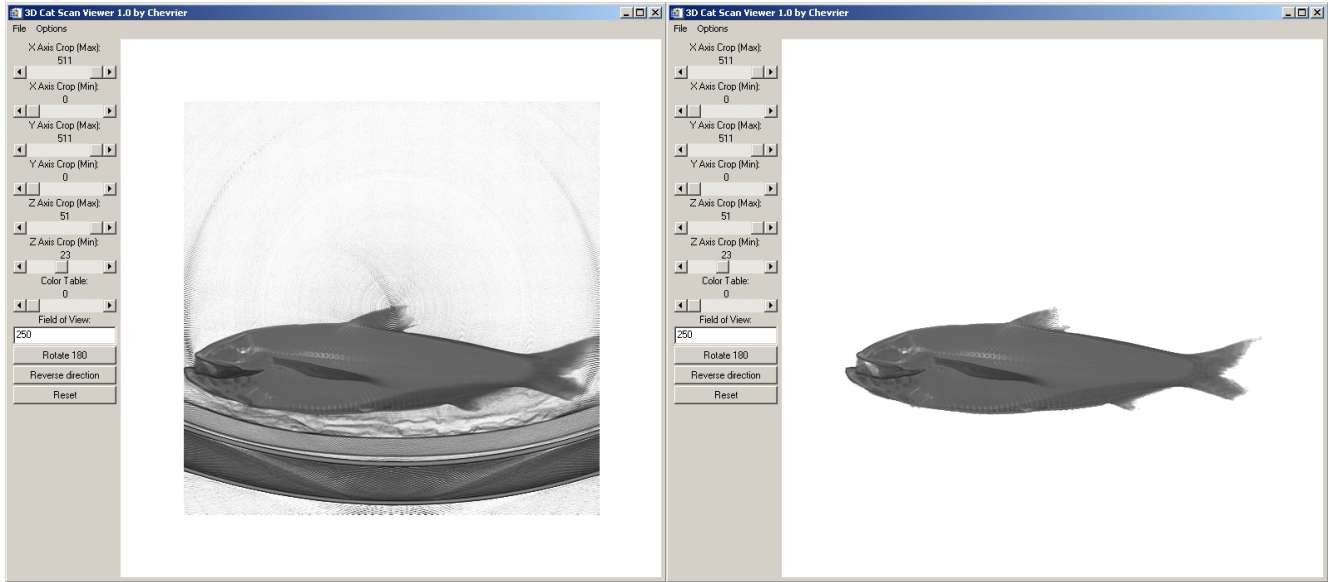 3D Cat Scan Viewer 1.0 by Chevrier
File Options
X Axis Crop (Max):
511
X Axis Crop (Min):
0
Y Axis Crop (Max):
511
Y Axis Crop (Min):
0
Z Axis Crop (Max):
51
Z Axis Crop (Min):
23
Color Table:
0
Field of View:
250
Rotate 180
Reverse direction
Reset
3D Cat Scan Viewer 1.0 by Chevrier
File Options
X Axis Crop (Max):
511
X Axis Crop (Min):
0
Y Axis Crop (Max):
511
Y Axis Crop (Min):
0
Z Axis Crop (Max):
51
Z Axis Crop (Min):
23
Color Table:
0
Field of View:
250
Rotate 180
Reverse direction
Reset